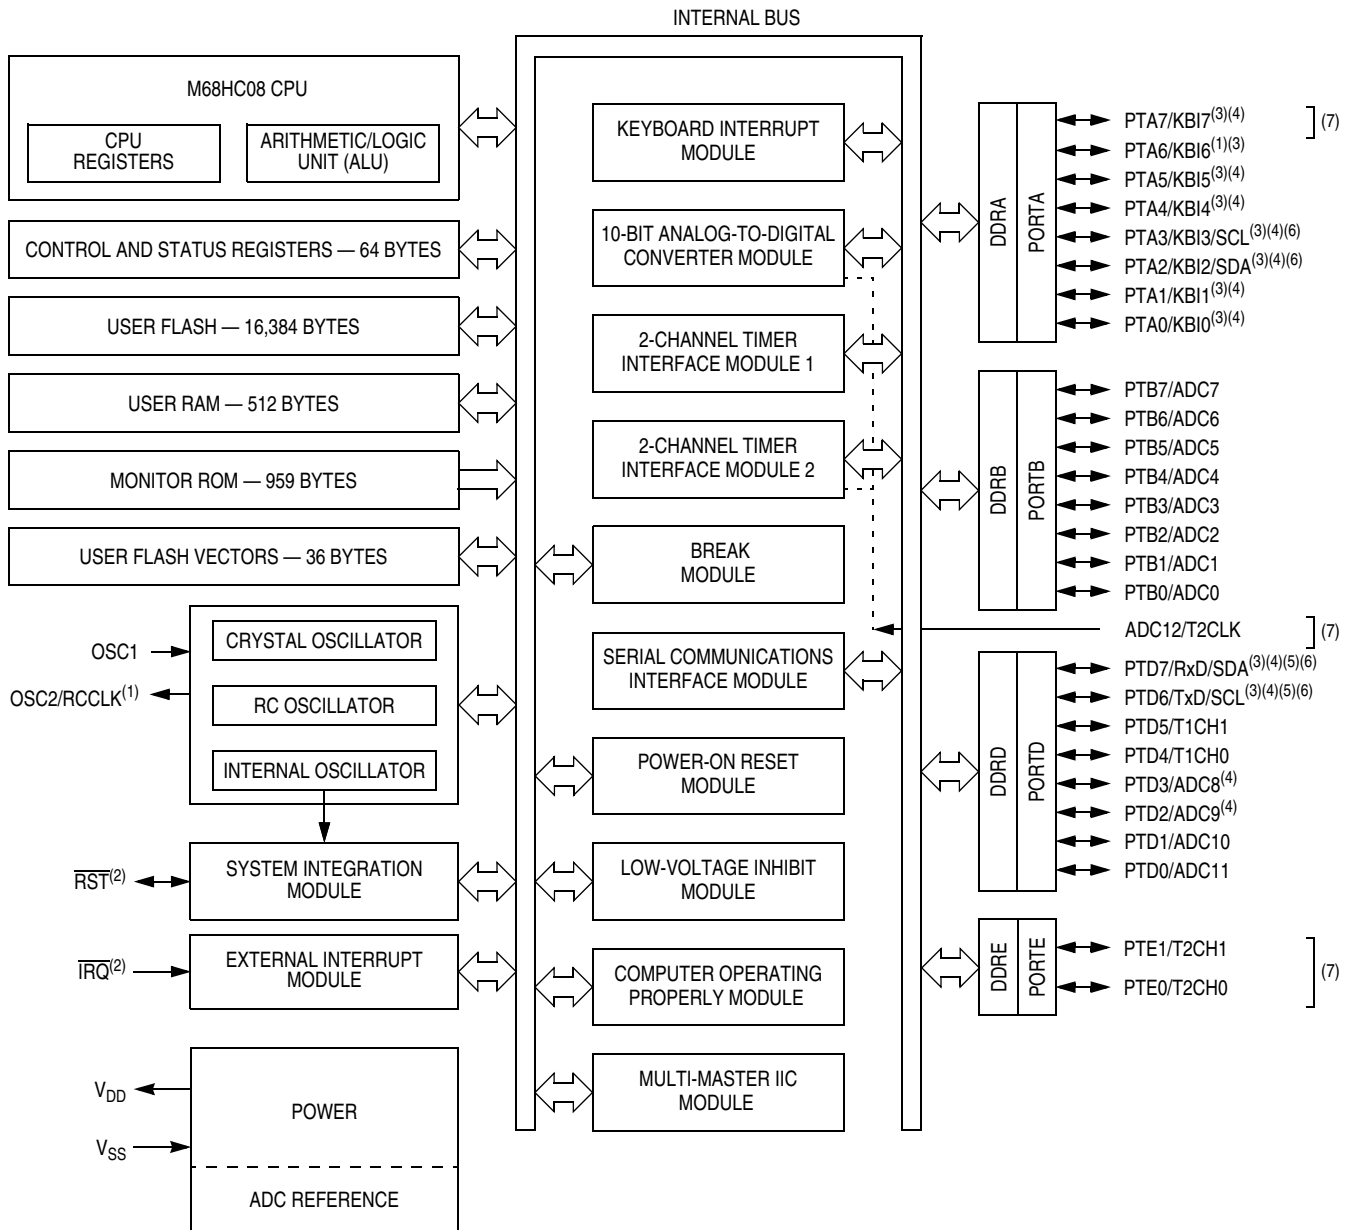 INTERNAL BUS
M68HC08 CPU
CPU
REGISTERS
ARITHMETIC/LOGIC
UNIT (ALU)
CONTROL AND STATUS REGISTERS — 64 BYTES
USER FLASH — 16,384 BYTES
USER RAM — 512 BYTES
MONITOR ROM — 959 BYTES
USER FLASH VECTORS — 36 BYTES
OSC1
OSC2/RCCLK(1)
CRYSTAL OSCILLATOR
RC OSCILLATOR
INTERNAL OSCILLATOR
RST(2)
SYSTEM INTEGRATION
MODULE
IRQ(2)
EXTERNAL INTERRUPT
MODULE
VDD
VSS
POWER
ADC REFERENCE
KEYBOARD INTERRUPT
MODULE
10-BIT ANALOG-TO-DIGITAL
CONVERTER MODULE
2-CHANNEL TIMER
INTERFACE MODULE 1
2-CHANNEL TIMER
INTERFACE MODULE 2
BREAK
MODULE
SERIAL COMMUNICATIONS
INTERFACE MODULE
POWER-ON RESET
MODULE
LOW-VOLTAGE INHIBIT
MODULE
COMPUTER OPERATING
PROPERLY MODULE
MULTI-MASTER IIC
MODULE
DDRA
PORTA
PTA7/KBI7(3)(4)
(7)
PTA6/KBI6(1)(3)
PTA5/KBI5(3)(4)
PTA4/KBI4(3)(4)
PTA3/KBI3/SCL(3)(4)(6)
PTA2/KBI2/SDA(3)(4)(6)
PTA1/KBI1(3)(4)
PTA0/KBI0(3)(4)
DDRB
PORTB
PTB7/ADC7
PTB6/ADC6
PTB5/ADC5
PTB4/ADC4
PTB3/ADC3
PTB2/ADC2
PTB1/ADC1
PTB0/ADC0
ADC12/T2CLK
(7)
DDRD
PORTD
PTD7/RxD/SDA(3)(4)(5)(6)
PTD6/TxD/SCL(3)(4)(5)(6)
PTD5/T1CH1
PTD4/T1CH0
PTD3/ADC8(4)
PTD2/ADC9(4)
PTD1/ADC10
PTD0/ADC11
DDRE
PORTE
PTE1/T2CH1
PTE0/T2CH0
(7)